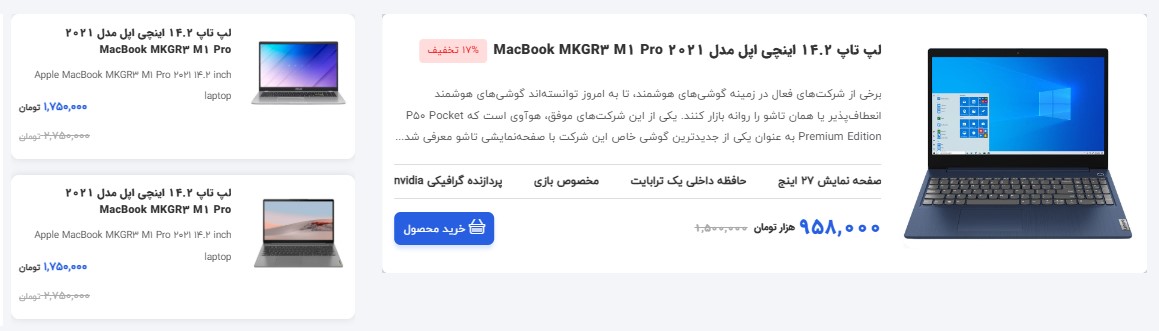 لپ تاپ ۱۴.۲ اینچی اپل مدل MacBook MKGR۳ M۱ Pro ۲۰۲۱
۱۷% تخفیف
برخی از شرکت‌های فعال در زمینه گوشی‌های هوشمند، تا به امروز توانسته‌اند گوشی‌های هوشمند
انعطاف‌پذیر یا همان تاشو را روانه بازار کنند. یکی از این شرکت‌های موفق، هوآوی است که P۵۰ Pocket
Premium Edition به عنوان یکی از جدیدترین گوشی خاص این شرکت با صفحه‌نمایشی تاشو معرفی شد...
صفحه نمایش ۲۷ اینچ
حافظه داخلی یک ترابایت
مخصوص بازی
پردازنده گرافیکی nvidia
۹۵۸,۰۰۰ هزار تومان
۱,۵۰۰,۰۰۰
خرید محصول
لپ تاپ ۱۴.۲ اینچی اپل مدل ۲۰۲۱
MacBook MKGR۳ M۱ Pro
Apple MacBook MKGR۳ M۱ Pro ۲۰۲۱ ۱۴.۲ inch
laptop
۱,۷۵۰,۰۰۰ تومان
۲,۷۵۰,۰۰۰ تومان
لپ تاپ ۱۴.۲ اینچی اپل مدل ۲۰۲۱
MacBook MKGR۳ M۱ Pro
Apple MacBook MKGR۳ M۱ Pro ۲۰۲۱ ۱۴.۲ inch
laptop
۱,۷۵۰,۰۰۰ تومان
۲,۷۵۰,۰۰۰ تومان